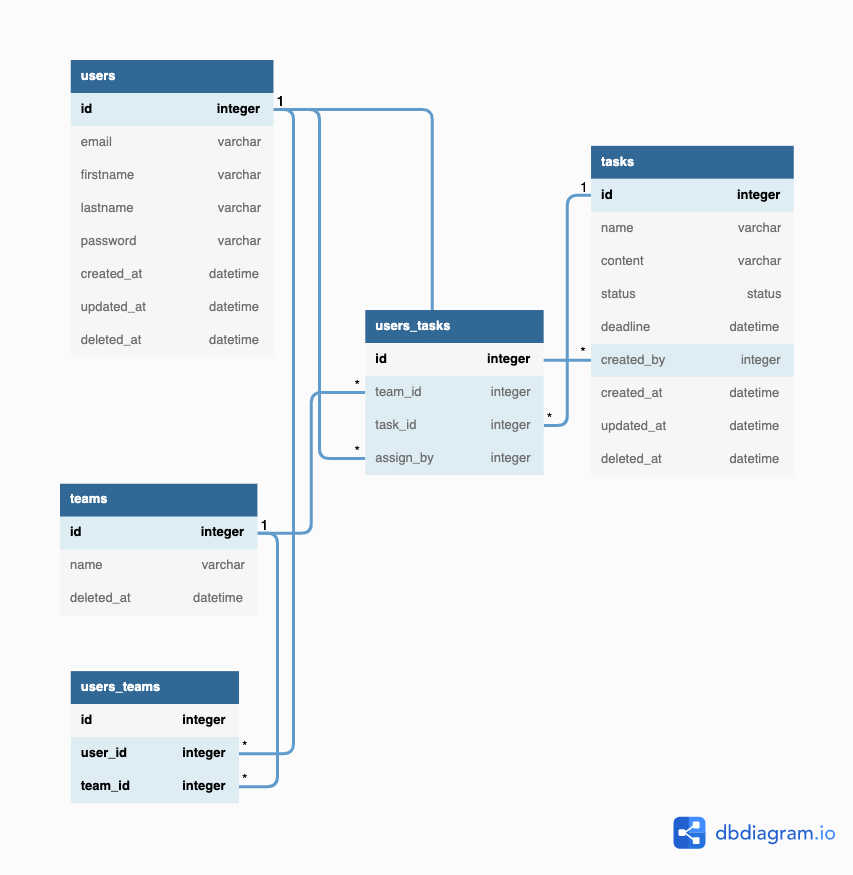 users
id integer
email varchar
firstname varchar
lastname varchar
password varchar
created_at datetime
updated_at datetime
deleted_at datetime
1
tasks
1
id integer
name varchar
content varchar
status status
deadline datetime
*
created_by integer
created_at datetime
updated_at datetime
deleted_at datetime
users_tasks
id integer
*
team_id integer
task_id integer
*
*
assign_by integer
teams
id integer
1
name varchar
deleted_at datetime
users_teams
id integer
user_id integer
*
team_id integer
*
dbdiagram.io